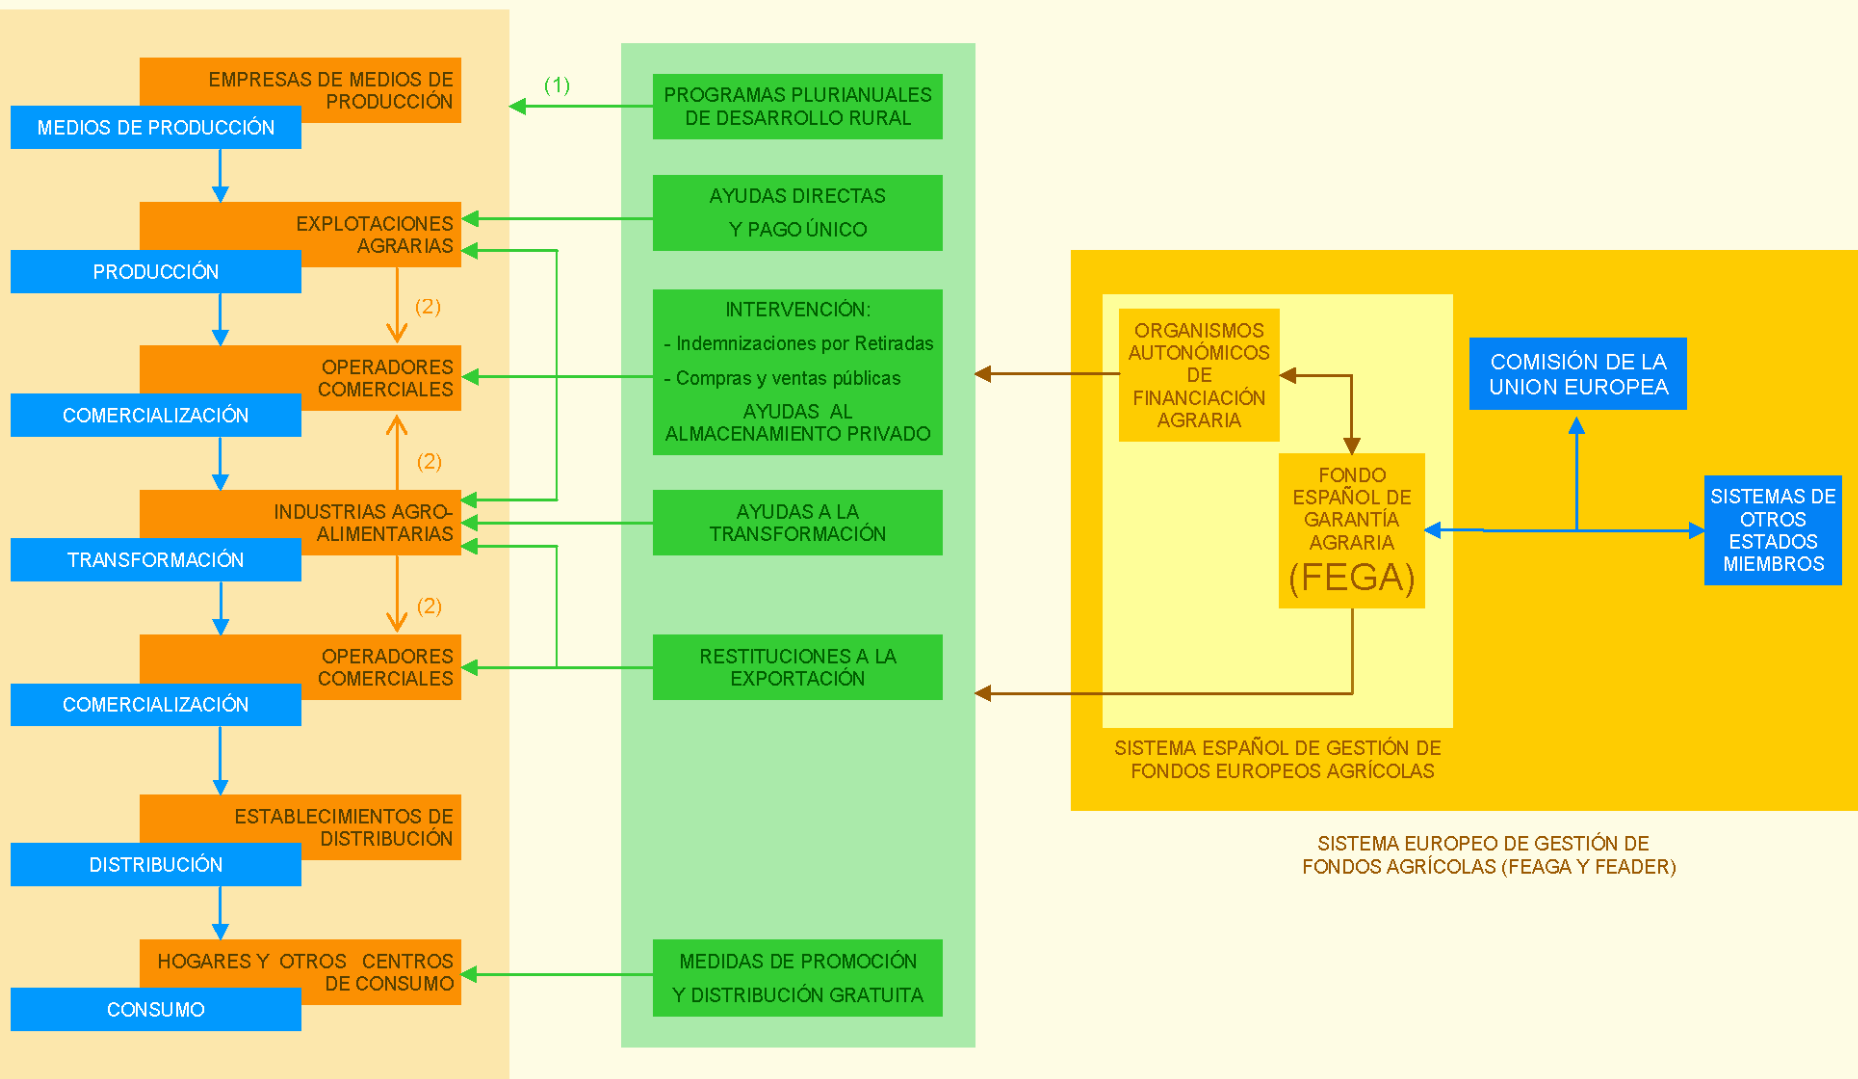 EMPRESAS DE MEDIOS DE
PRODUCCIÓN
MEDIOS DE PRODUCCIÓN
EXPLOTACIONES
AGRARIAS
PRODUCCIÓN
(2)
OPERADORES
COMERCIALES
COMERCIALIZACIÓN
(2)
INDUSTRIAS AGRO-
ALIMENTARIAS
TRANSFORMACIÓN
(2)
OPERADORES
COMERCIALES
COMERCIALIZACIÓN
ESTABLECIMIENTOS DE
DISTRIBUCIÓN
DISTRIBUCIÓN
HOGARES Y OTROS CENTROS
DE CONSUMO
CONSUMO
(1)
PROGRAMAS PLURIANUALES
DE DESARROLLO RURAL
AYUDAS DIRECTAS
Y PAGO ÚNICO
INTERVENCIÓN:
- Indemnizaciones por Retiradas
- Compras y ventas públicas
AYUDAS AL
ALMACENAMIENTO PRIVADO
AYUDAS A LA
TRANSFORMACIÓN
RESTITUCIONES A LA
EXPORTACIÓN
MEDIDAS DE PROMOCIÓN
Y DISTRIBUCIÓN GRATUITA
ORGANISMOS
AUTONÓMICOS
DE
FINANCIACIÓN
AGRARIA
FONDO
ESPAÑOL DE
GARANTÍA
AGRARIA
(FEGA)
COMISIÓN DE LA
UNION EUROPEA
SISTEMAS DE
OTROS
ESTADOS
MIEMBROS
SISTEMA ESPAÑOL DE GESTIÓN DE
FONDOS EUROPEOS AGRÍCOLAS
SISTEMA EUROPEO DE GESTIÓN DE
FONDOS AGRÍCOLAS (FEAGA Y FEADER)